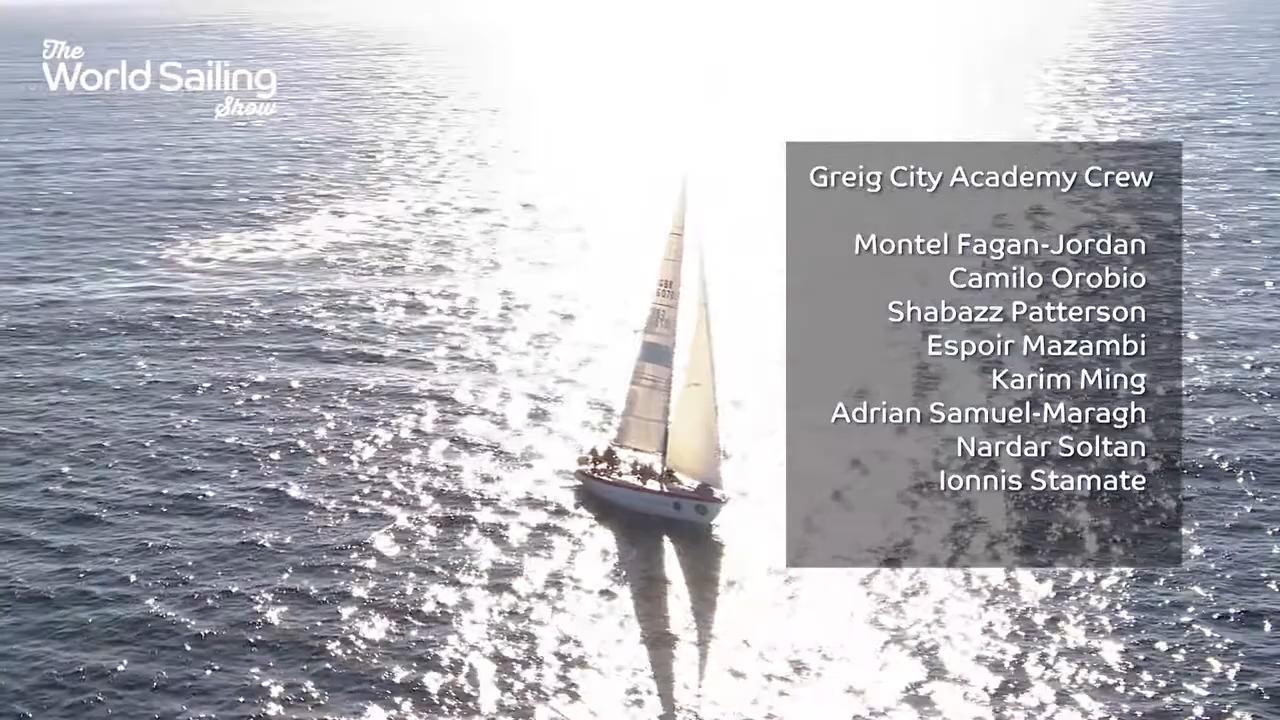 The
World Sailing
Show
Greig City Academy Crew
Montel Fagan-Jordan
Camilo Orobio
Shabazz Patterson
Espoir Mazambi
Karim Ming
Adrian Samuel-Maragh
Nardar Soltan
Ionnis Stamate
GBR